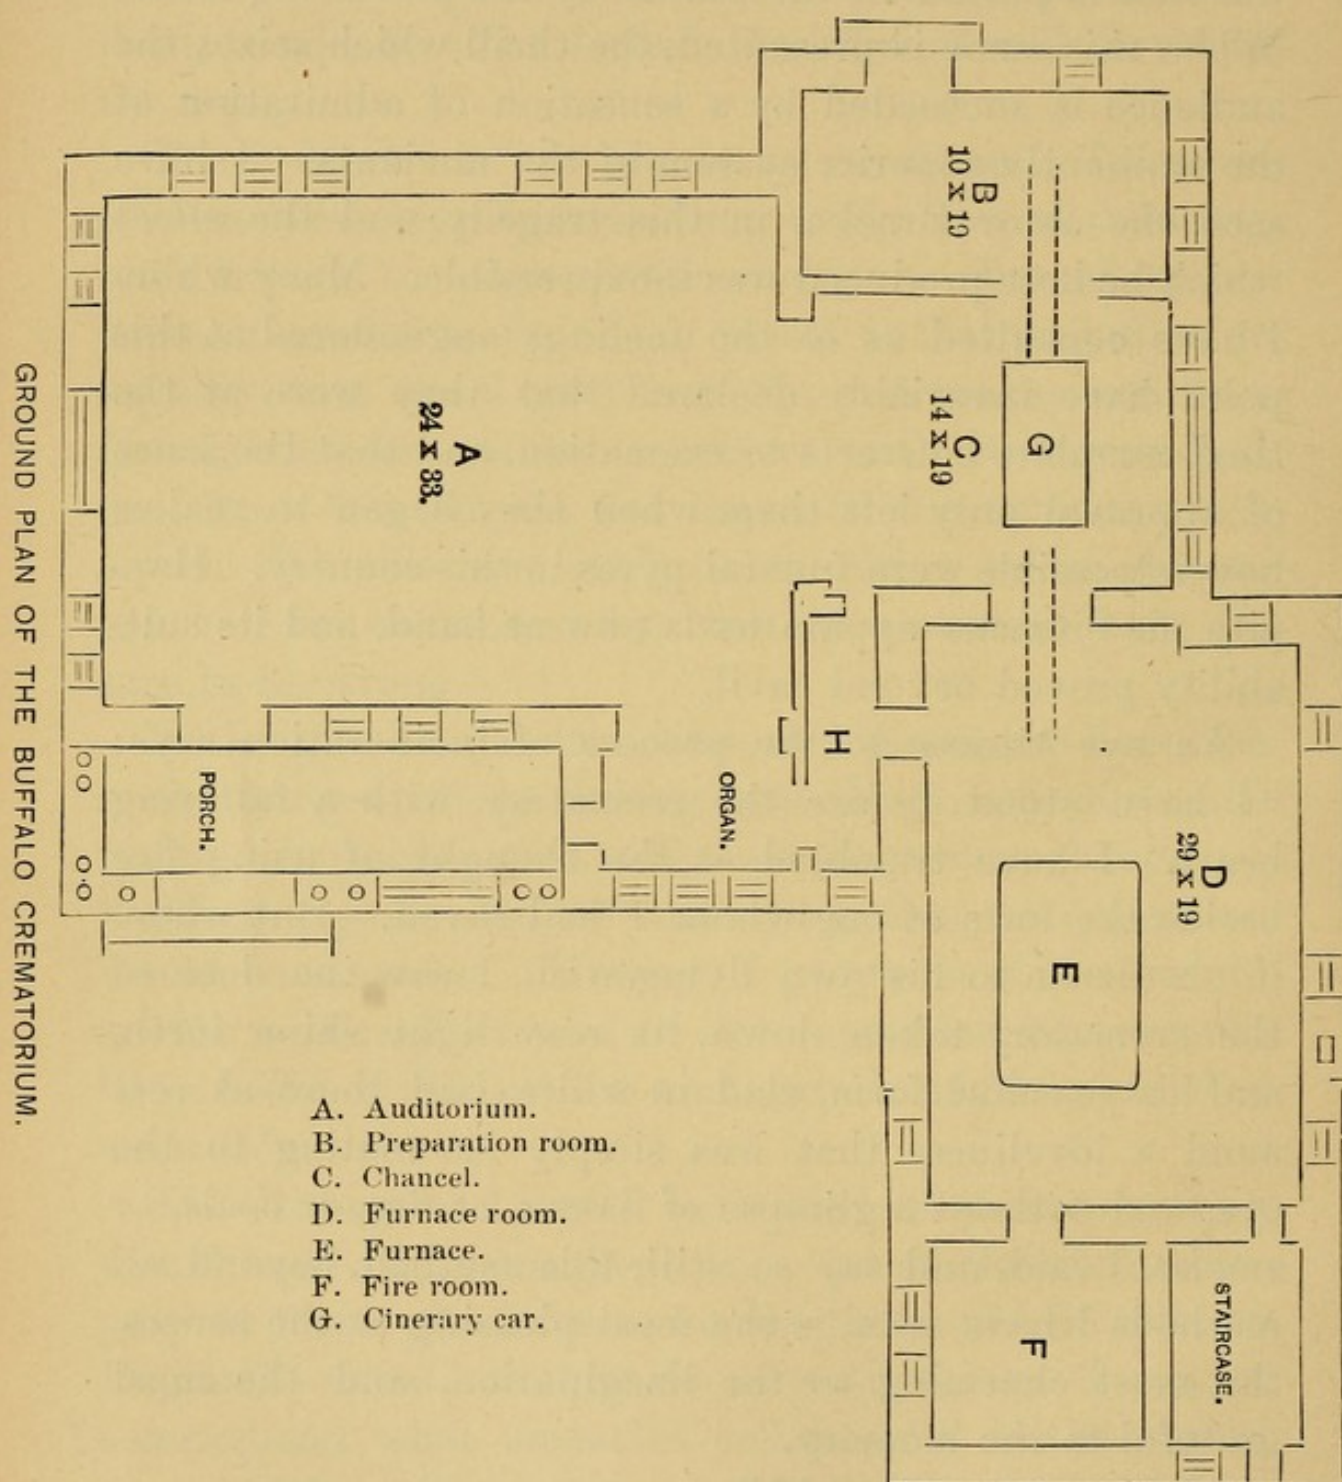 B
10 x 19
G
C
14 x 19
A
24 x 33.
H
D
29 x 19
PORCH.
ORGAN.
E
F
STAIRCASE.
A. Auditorium.
B. Preparation room.
C. Chancel.
D. Furnace room.
E. Furnace.
F. Fire room.
G. Cinerary car.
GROUND PLAN OF THE BUFFALO CREMATORIUM.